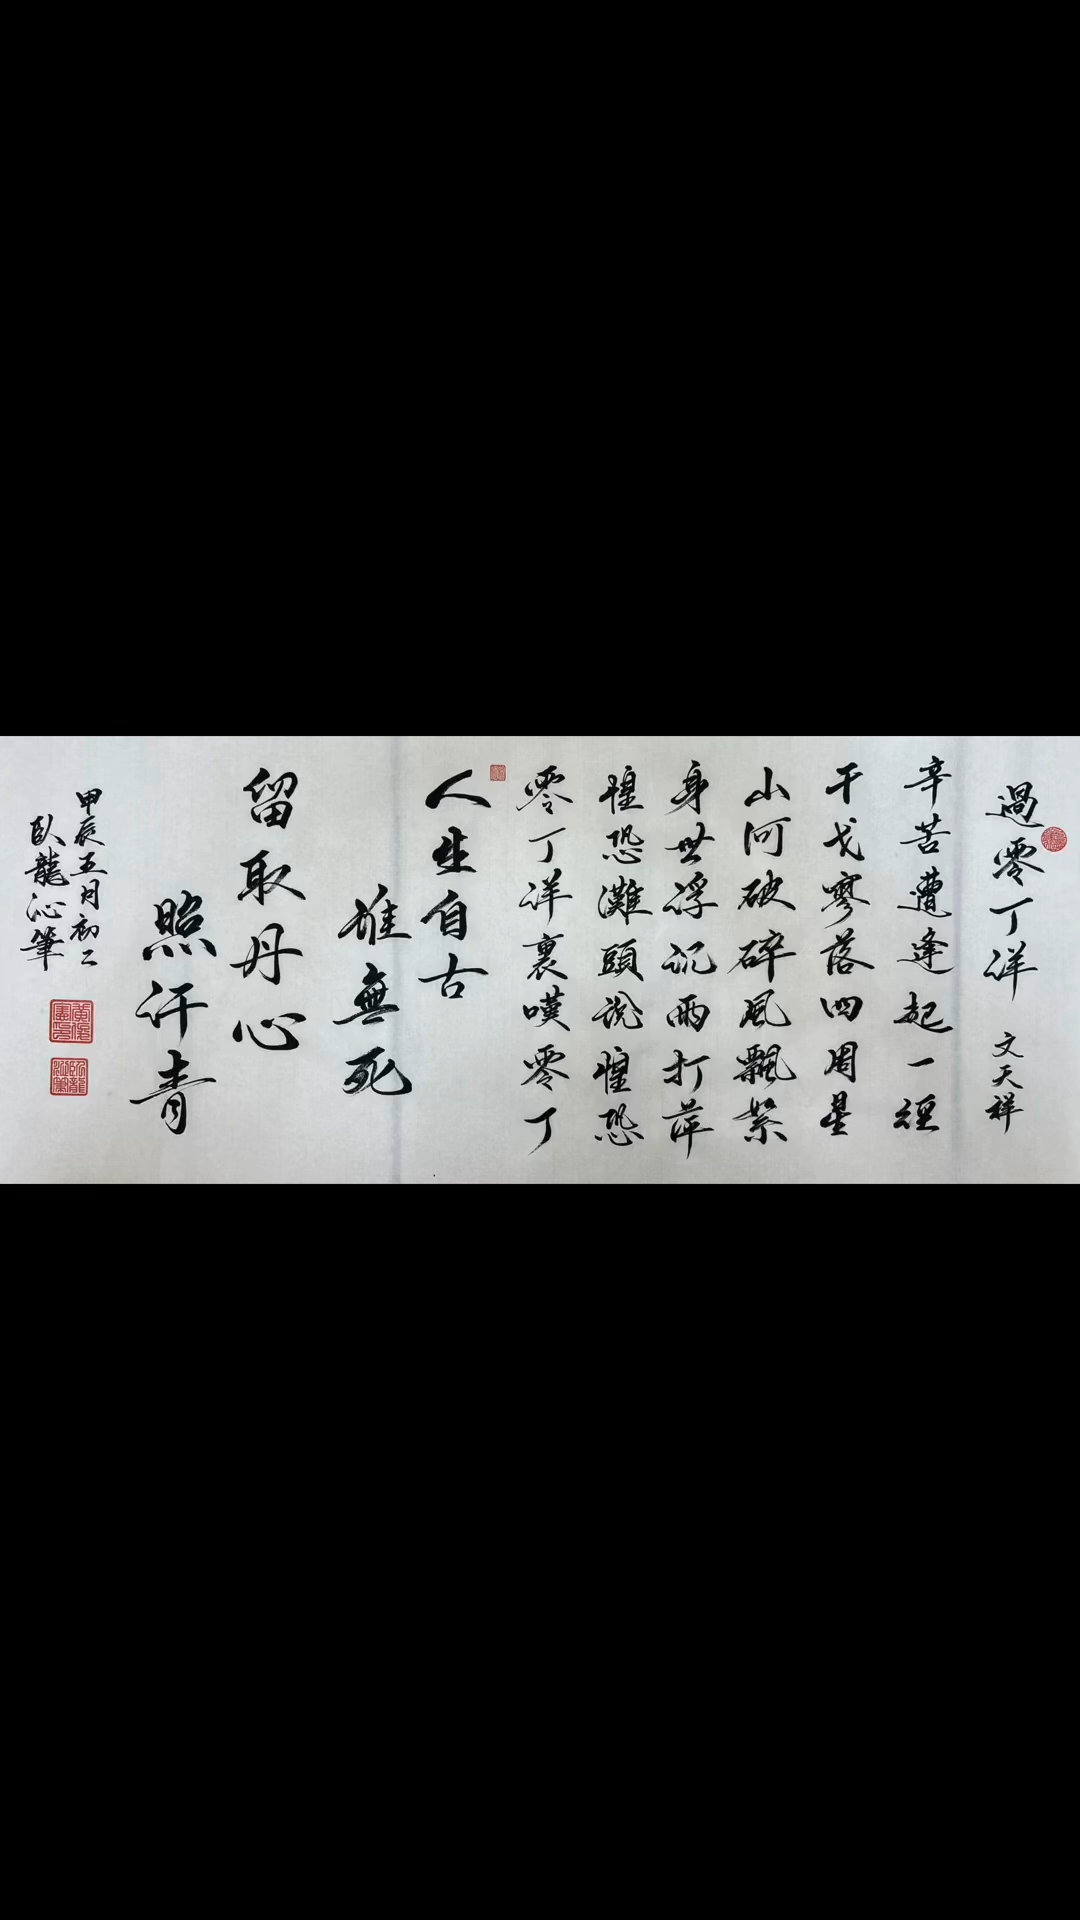 過零丁洋
文天祥
辛苦遭逢起一經
干戈寥落四周星
山河破碎風飄絮
身世浮沉雨打萍
惶恐灘頭說惶恐
零丁洋裏嘆零丁
人生自古
誰無死
留取丹心
照汗青
甲辰五月初二
臥龍沁筆